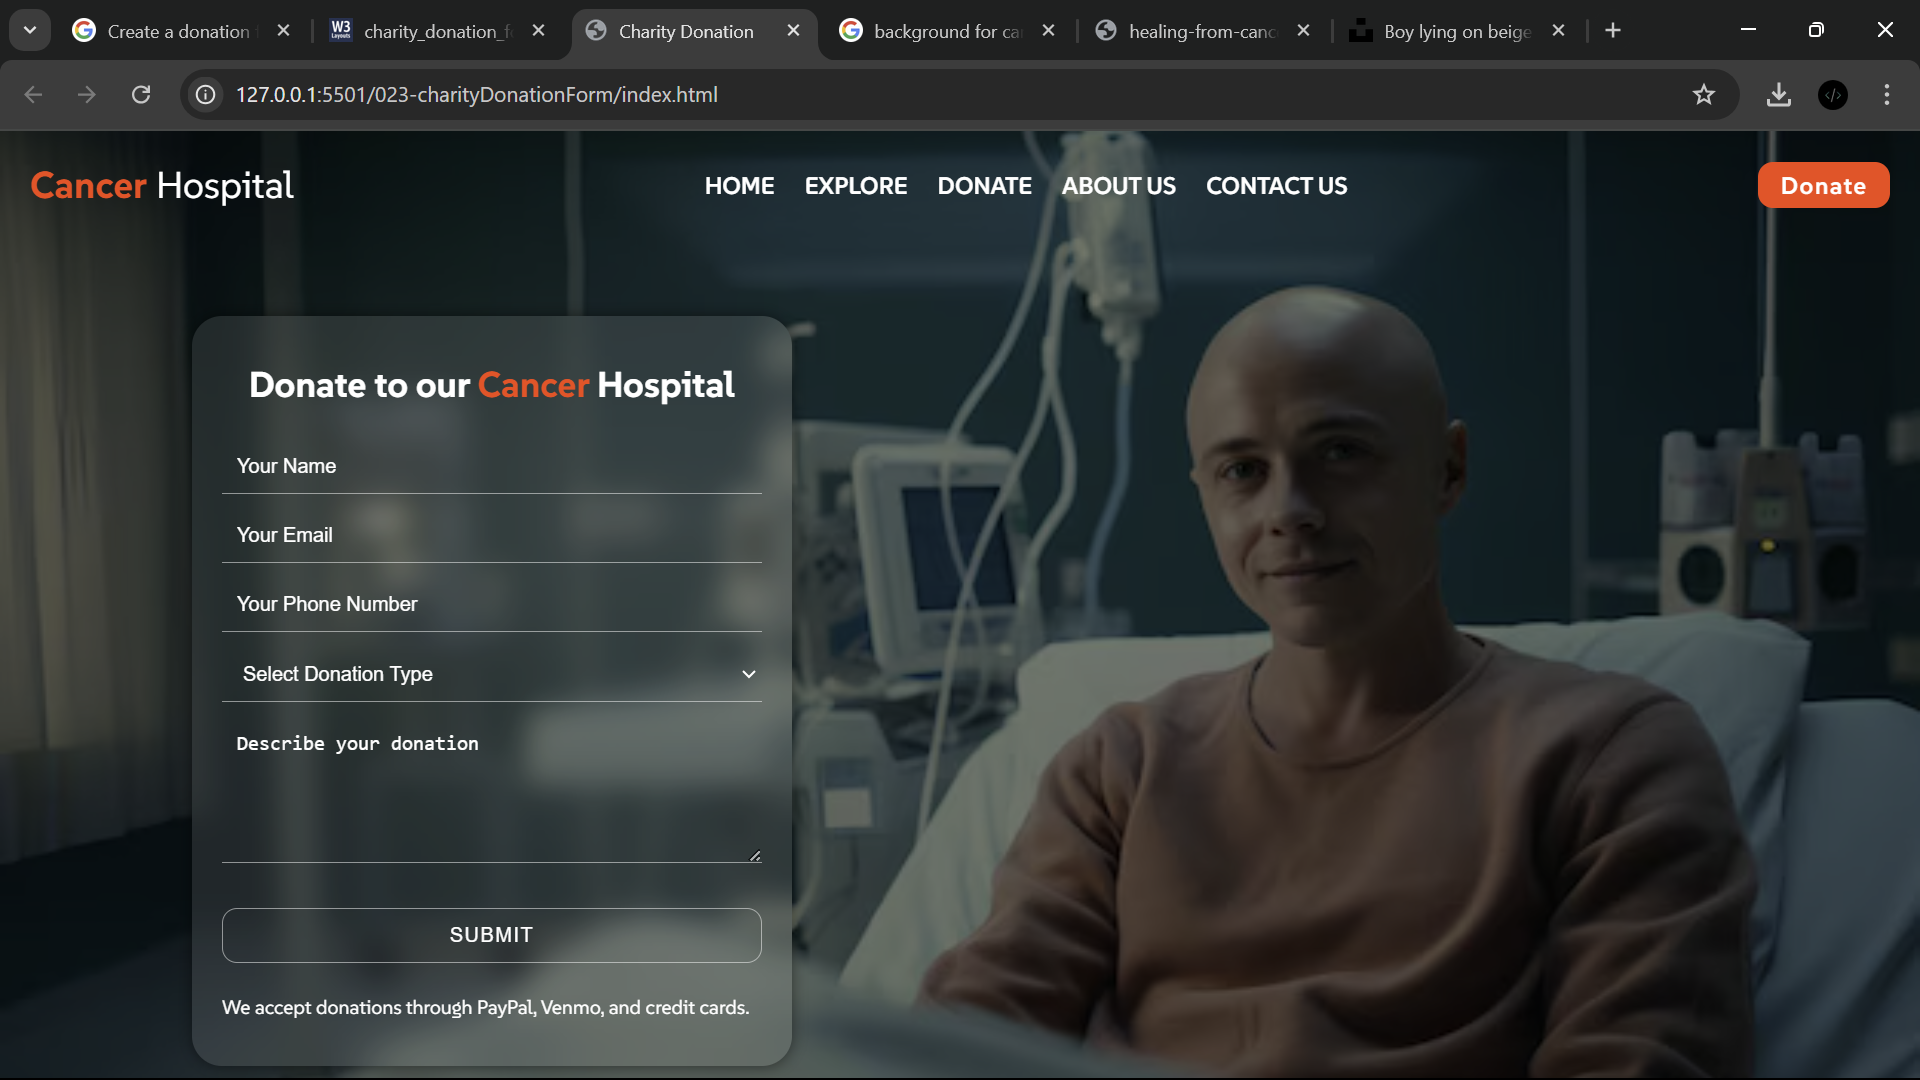 Create a donation
charity_donation_f
Charity Donation
background for ca
healing-from-canc
Boy lying on beige
127.0.0.1:5501/023-charityDonationForm/index.html
Cancer Hospital
HOME
EXPLORE
DONATE
ABOUT US
CONTACT US
Donate
Donate to our Cancer Hospital
Your Name
Your Email
Your Phone Number
Select Donation Type
Describe your donation
SUBMIT
We accept donations through PayPal, Venmo, and credit cards.